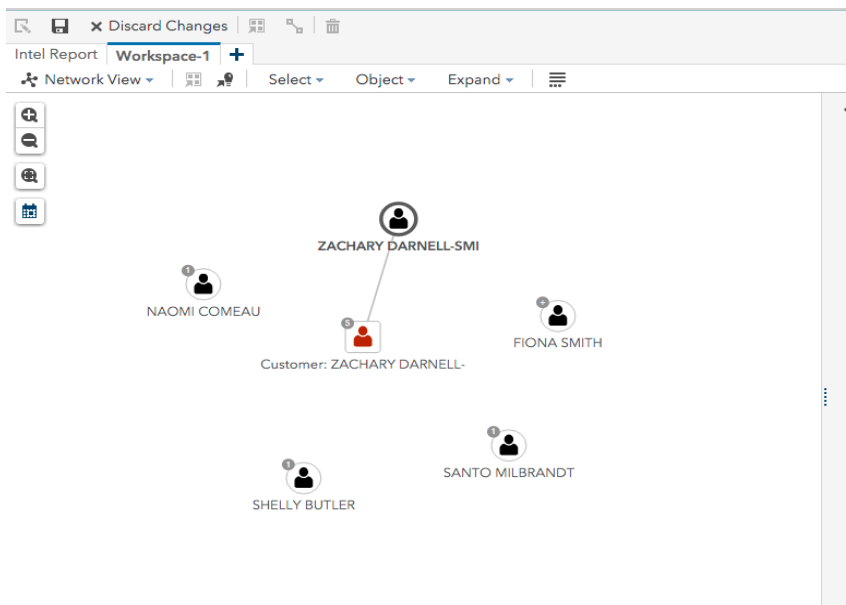 Discard Changes
Intel Report Workspace-1
Network View Select Object Expand
ZACHARY DARNELL-SMI
1
NAOMI COMEAU
+
FIONA SMITH
5
Customer: ZACHARY DARNELL-
1
SANTO MILBRANDT
1
SHELLY BUTLER